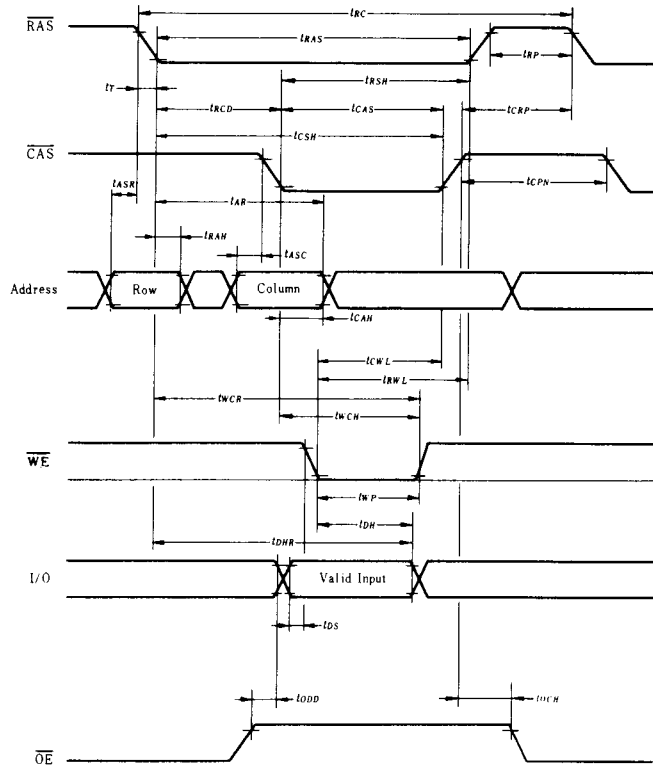 tRC
RAS
tRAS
tRP
tRSH
tT
tRCD
tCAS
tCRP
tCSH
CAS
tASR
tCPN
tAR
tRAH
tASC
Address
Row
Column
tCAH
tCWL
tRWL
tWCR
tWCH
WE
tWP
tDH
tDHR
I/O
Valid Input
tDS
tODD
tOCH
OE